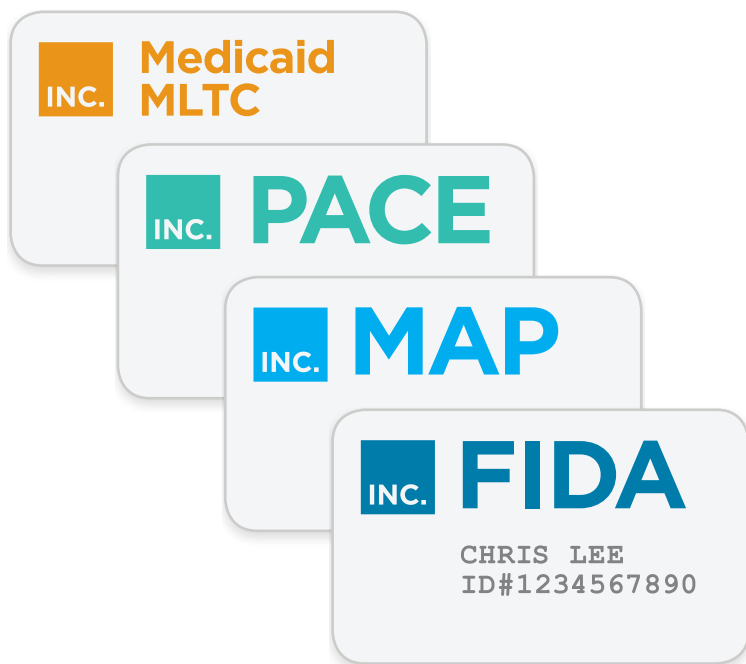 INC. Medicaid
MLTC
INC. PACE
INC. MAP
INC. FIDA
CHRIS LEE
ID#1234567890